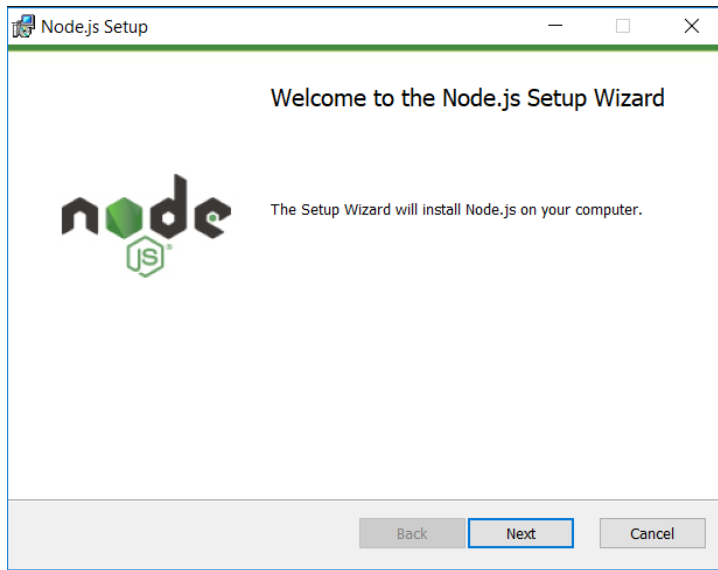 Node.js Setup
Welcome to the Node.js Setup Wizard
node
JS®
The Setup Wizard will install Node.js on your computer.
Back
Next
Cancel